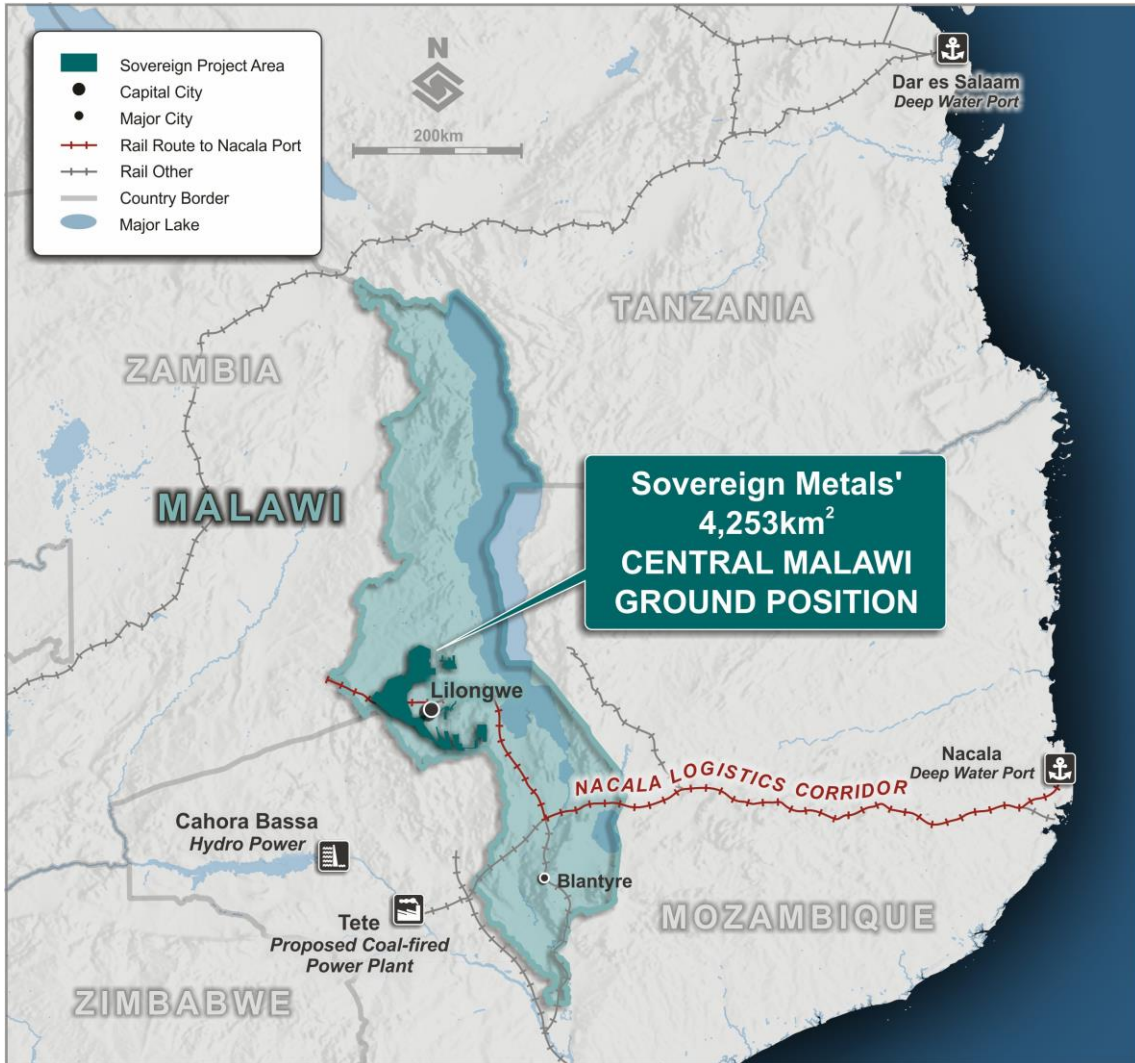 Sovereign Project Area
Capital City
Major City
Rail Route to Nacala Port
Rail Other
Country Border
Major Lake
N
200km
Dar es Salaam
Deep Water Port
TANZANIA
ZAMBIA
MALAWI
Sovereign Metals'
4,253km²
CENTRAL MALAWI
GROUND POSITION
Lilongwe
Nacala
Deep Water Port
NACALA LOGISTICS CORRIDOR
Cahora Bassa
Hydro Power
Blantyre
Tete
Proposed Coal-fired
Power Plant
MOZAMBIQUE
ZIMBABWE